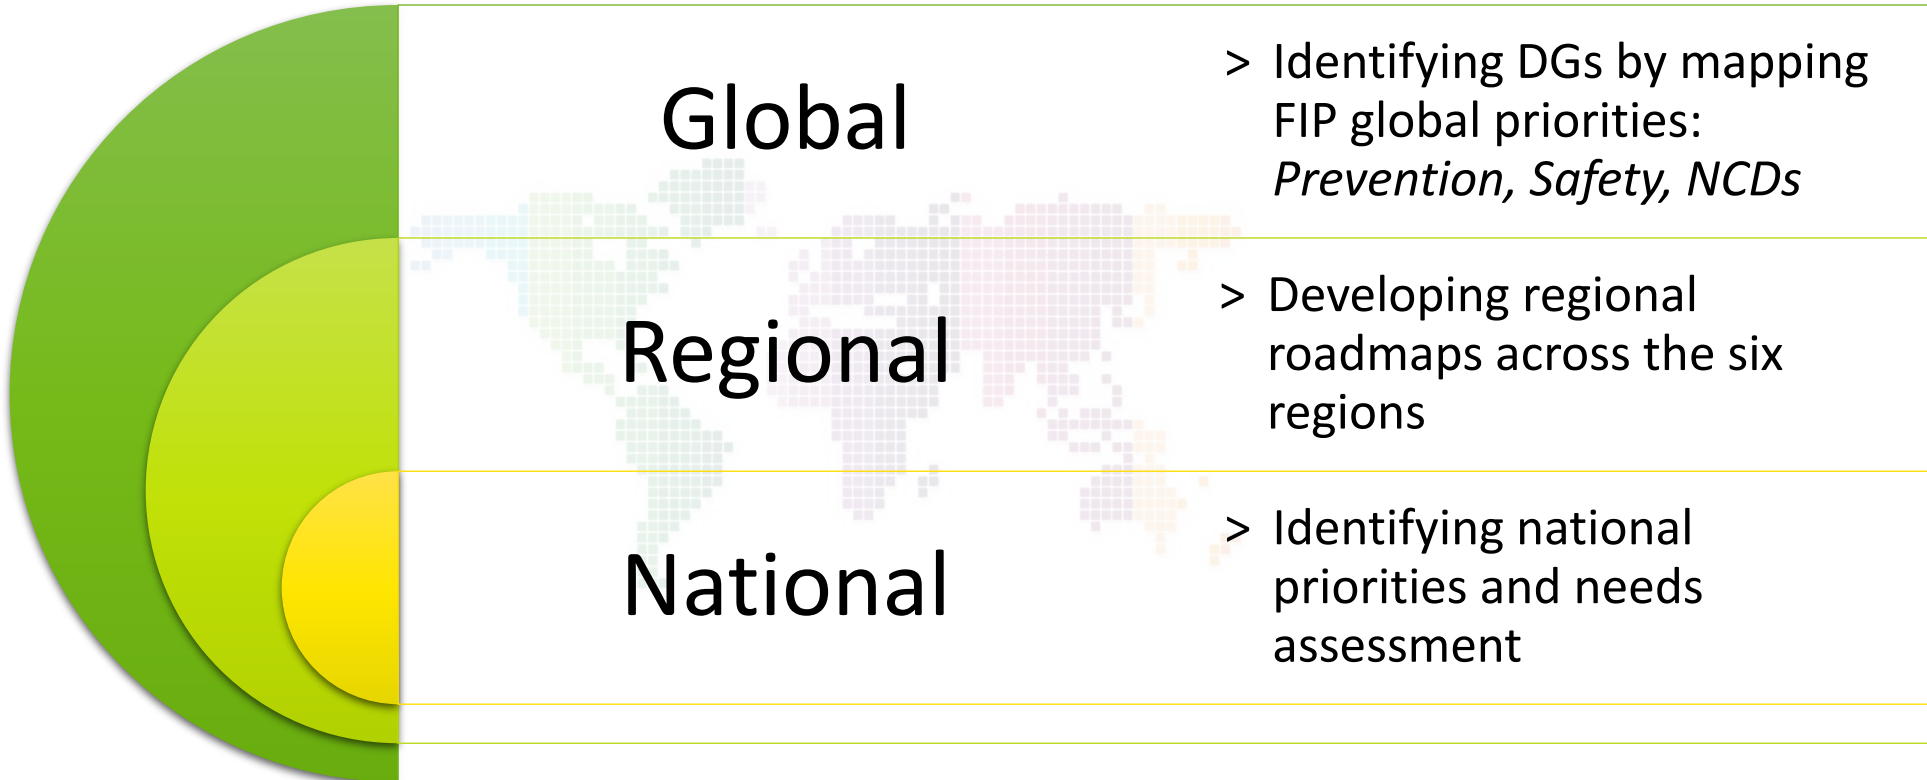 Global
> Identifying DGs by mapping
FIP global priorities:
Prevention, Safety, NCDs
Regional
> Developing regional
roadmaps across the six
regions
National
> Identifying national
priorities and needs
assessment